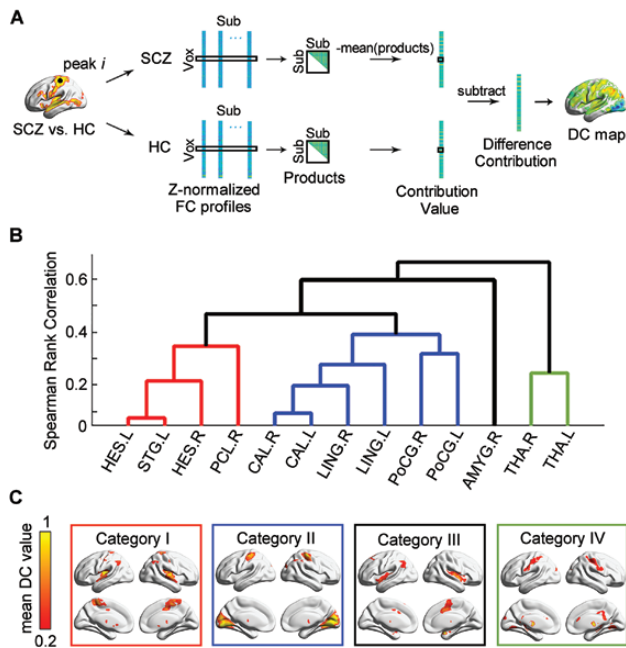 A
Sub
SCZ
Vox
peak i
SCZ vs. HC
Sub
Sub
-mean(products)
subtract
DC map
Difference
Contribution
Sub
HC
Vox
Sub
Sub
Z-normalized
FC profiles
Products
Contribution
Value
B
Spearman Rank Correlation
0.6
0.4
0.2
0
HES.L
STG.L
HES.R
PCL.R
CAL.R
CAL.L
LING.R
LING.L
PoCG.R
PoCG.L
AMYG.R
THA.R
THA.L
C
mean DC value
1
0.2
Category I
Category II
Category III
Category IV